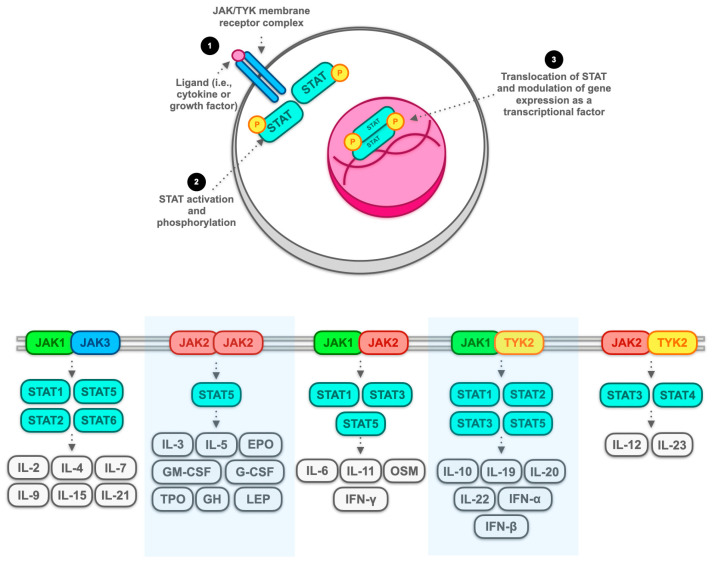 JAK/TYK membrane
receptor complex
1
Ligand (i.e.,
cytokine or
growth factor)
STAT P
P STAT
2
STAT activation
and
phosphorylation
STAT P
P STAT
3
Translocation of STAT
and modulation of gene
expression as a
transcriptional factor
JAK1 JAK3
STAT1 STAT5
STAT2 STAT6
IL-2 IL-4 IL-7
IL-9 IL-15 IL-21
JAK2 JAK2
STAT5
IL-3 IL-5 EPO
GM-CSF G-CSF
TPO GH LEP
JAK1 JAK2
STAT1 STAT3
STAT5
IL-6 IL-11 OSM
IFN-γ
JAK1 TYK2
STAT1 STAT2
STAT3 STAT5
IL-10 IL-19 IL-20
IL-22 IFN-α
IFN-β
JAK2 TYK2
STAT3 STAT4
IL-12 IL-23